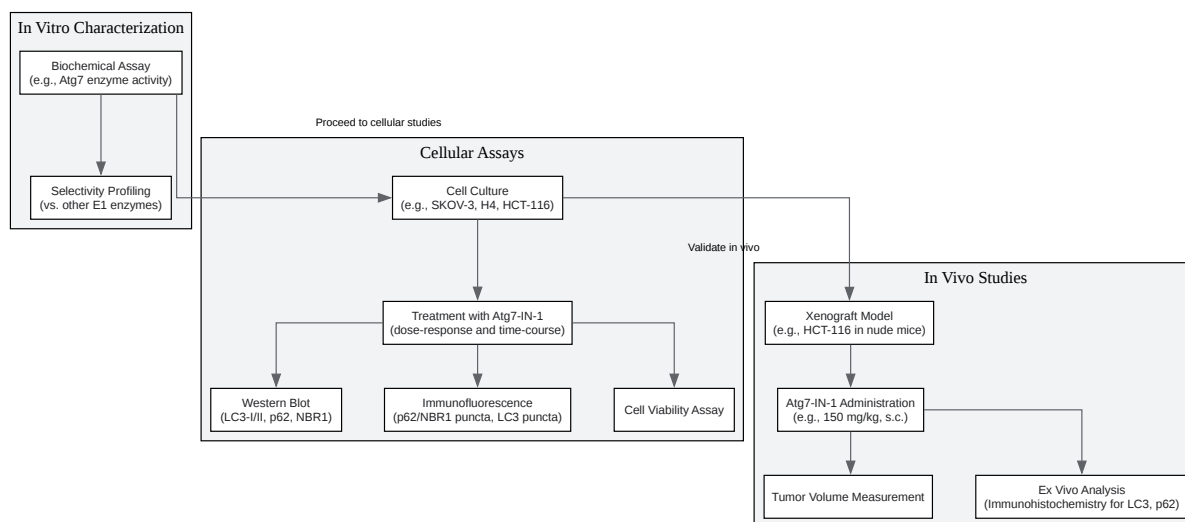 In Vitro Characterization
Biochemical Assay
(e.g., Atg7 enzyme activity)
Selectivity Profiling
(vs. other E1 enzymes)
Proceed to cellular studies
Cellular Assays
Cell Culture
(e.g., SKOV-3, H4, HCT-116)
Treatment with Atg7-IN-1
(dose-response and time-course)
Western Blot
(LC3-I/II, p62, NBR1)
Immunofluorescence
(p62/NBR1 puncta, LC3 puncta)
Cell Viability Assay
Validate in vivo
In Vivo Studies
Xenograft Model
(e.g., HCT-116 in nude mice)
Atg7-IN-1 Administration
(e.g., 150 mg/kg, s.c.)
Tumor Volume Measurement
Ex Vivo Analysis
(Immunohistochemistry for LC3, p62)